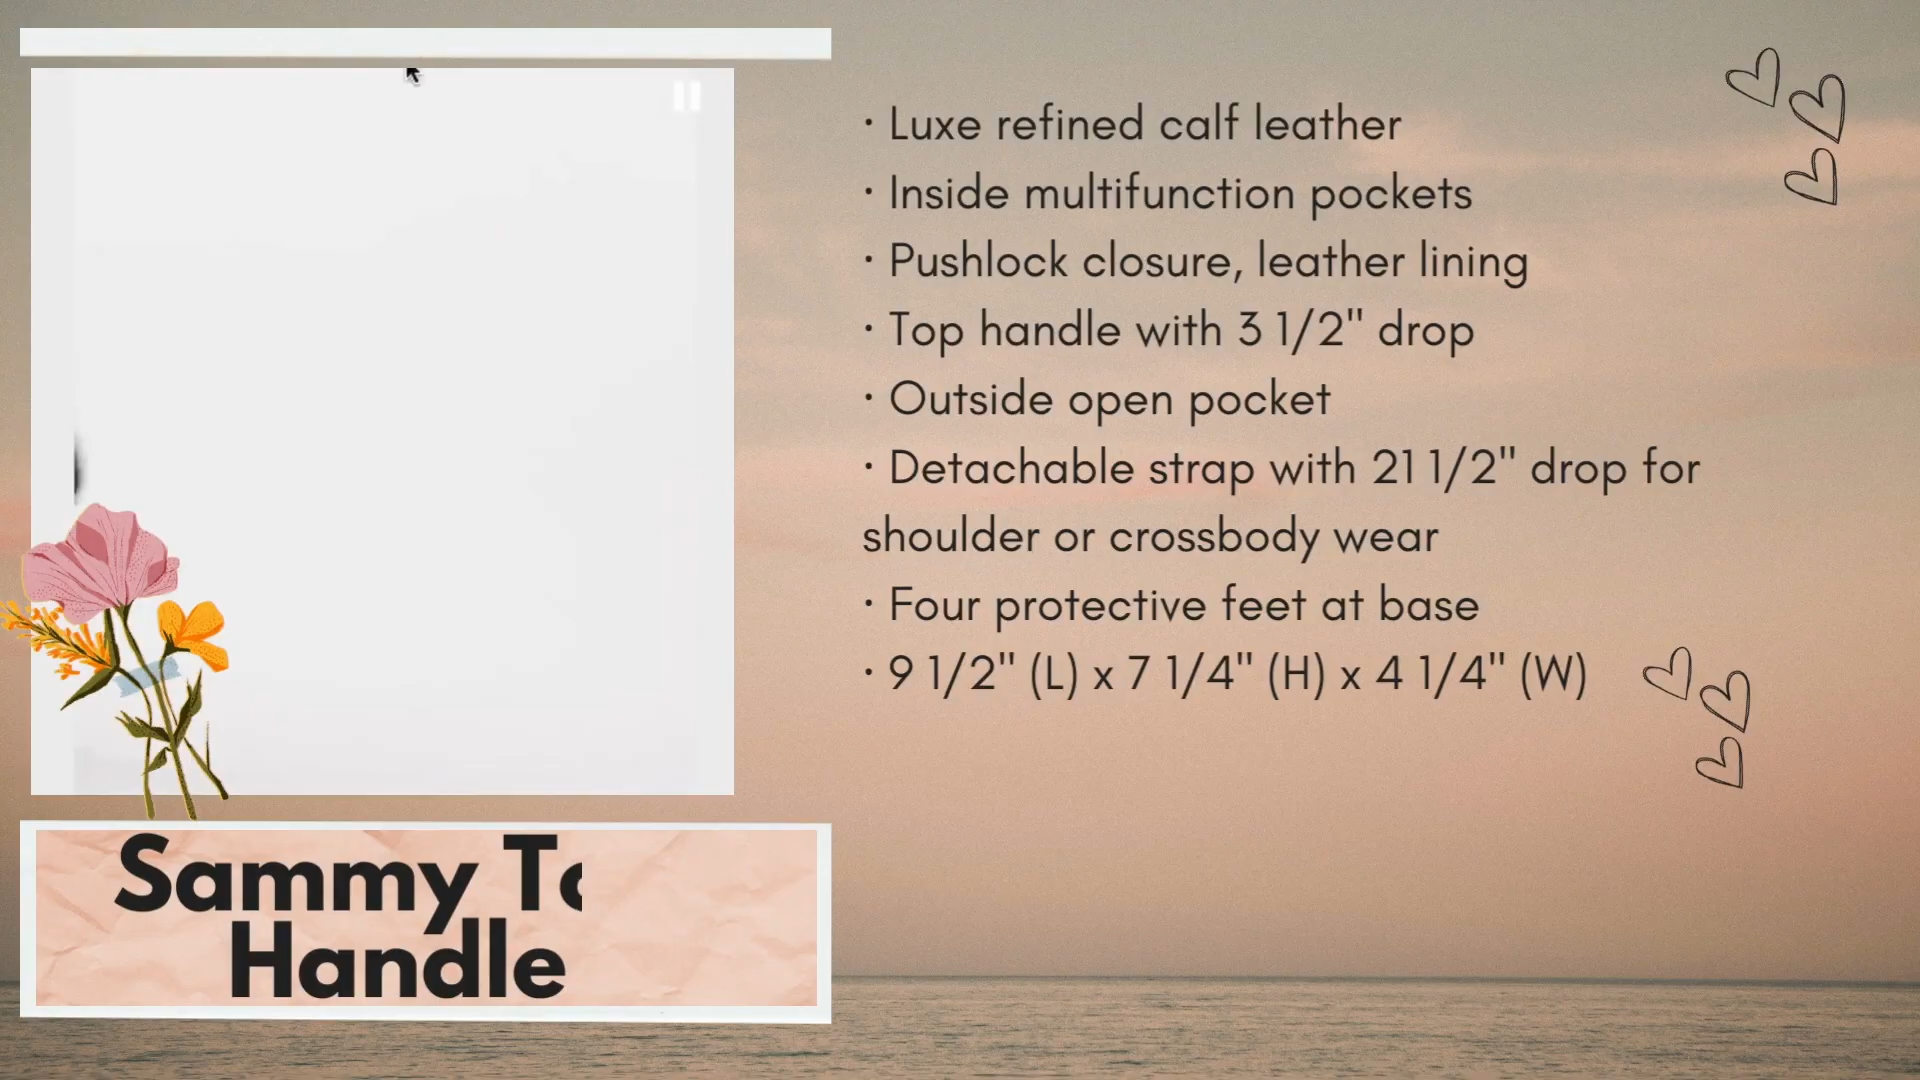 · Luxe refined calf leather
· Inside multifunction pockets
· Pushlock closure, leather lining
· Top handle with 3 1/2" drop
· Outside open pocket
· Detachable strap with 21 1/2" drop for
shoulder or crossbody wear
· Four protective feet at base
· 9 1/2" (L) x 7 1/4" (H) x 4 1/4" (W)
Sammy
Handle